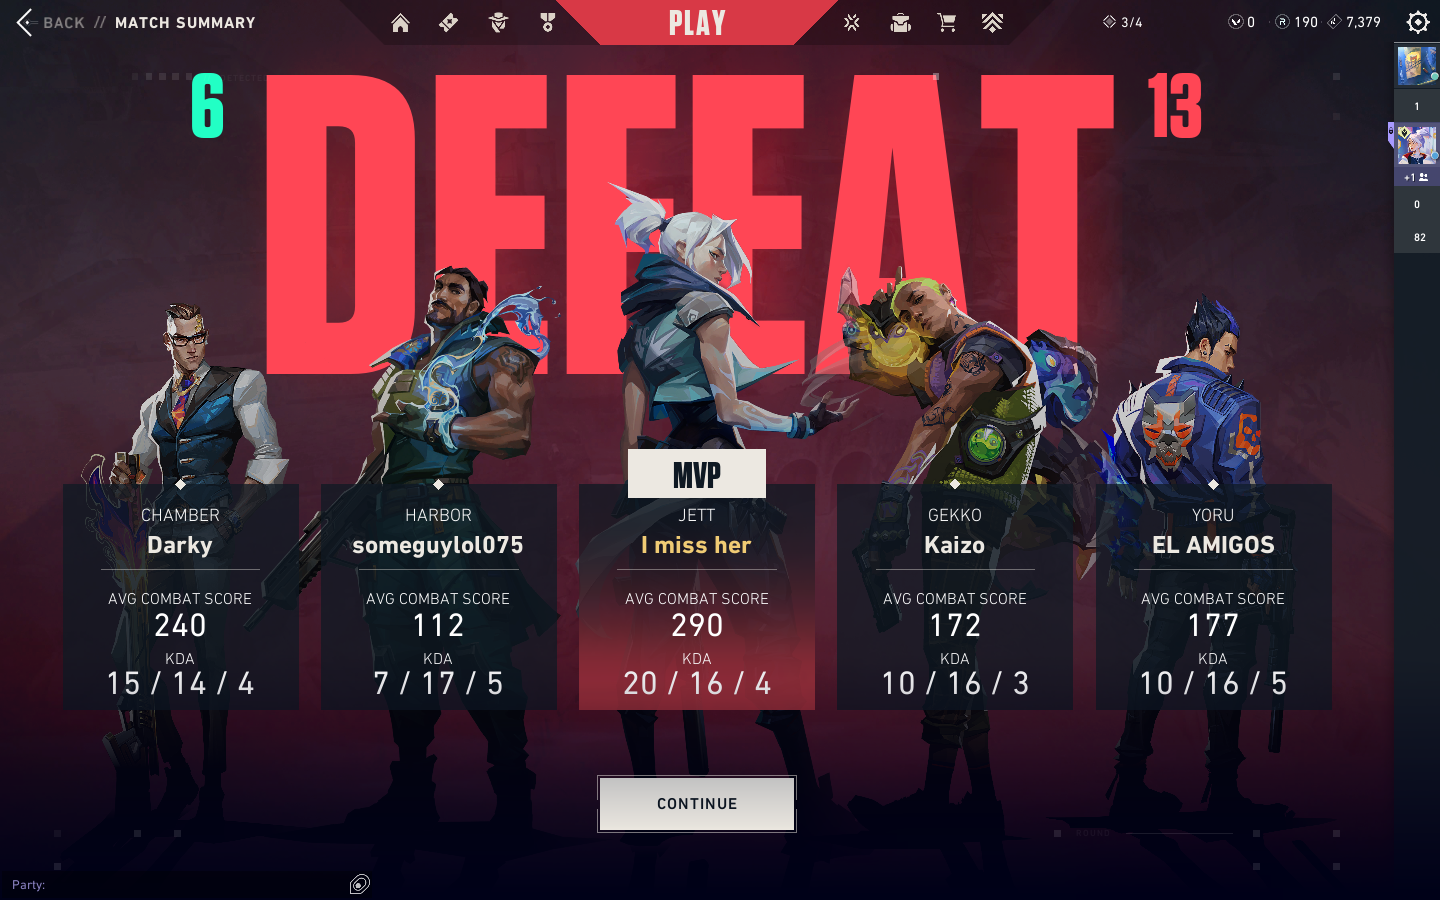 BACK // MATCH SUMMARY
PLAY
3/4
0
190
7,379
6
DEFEAT
13
1
+1
0
82
MVP
CHAMBER
Darky
AVG COMBAT SCORE
240
KDA
15 / 14 / 4
HARBOR
someguylol075
AVG COMBAT SCORE
112
KDA
7 / 17 / 5
JETT
I miss her
AVG COMBAT SCORE
290
KDA
20 / 16 / 4
GEKKO
Kaizo
AVG COMBAT SCORE
172
KDA
10 / 16 / 3
YORU
EL AMIGOS
AVG COMBAT SCORE
177
KDA
10 / 16 / 5
CONTINUE
Party: